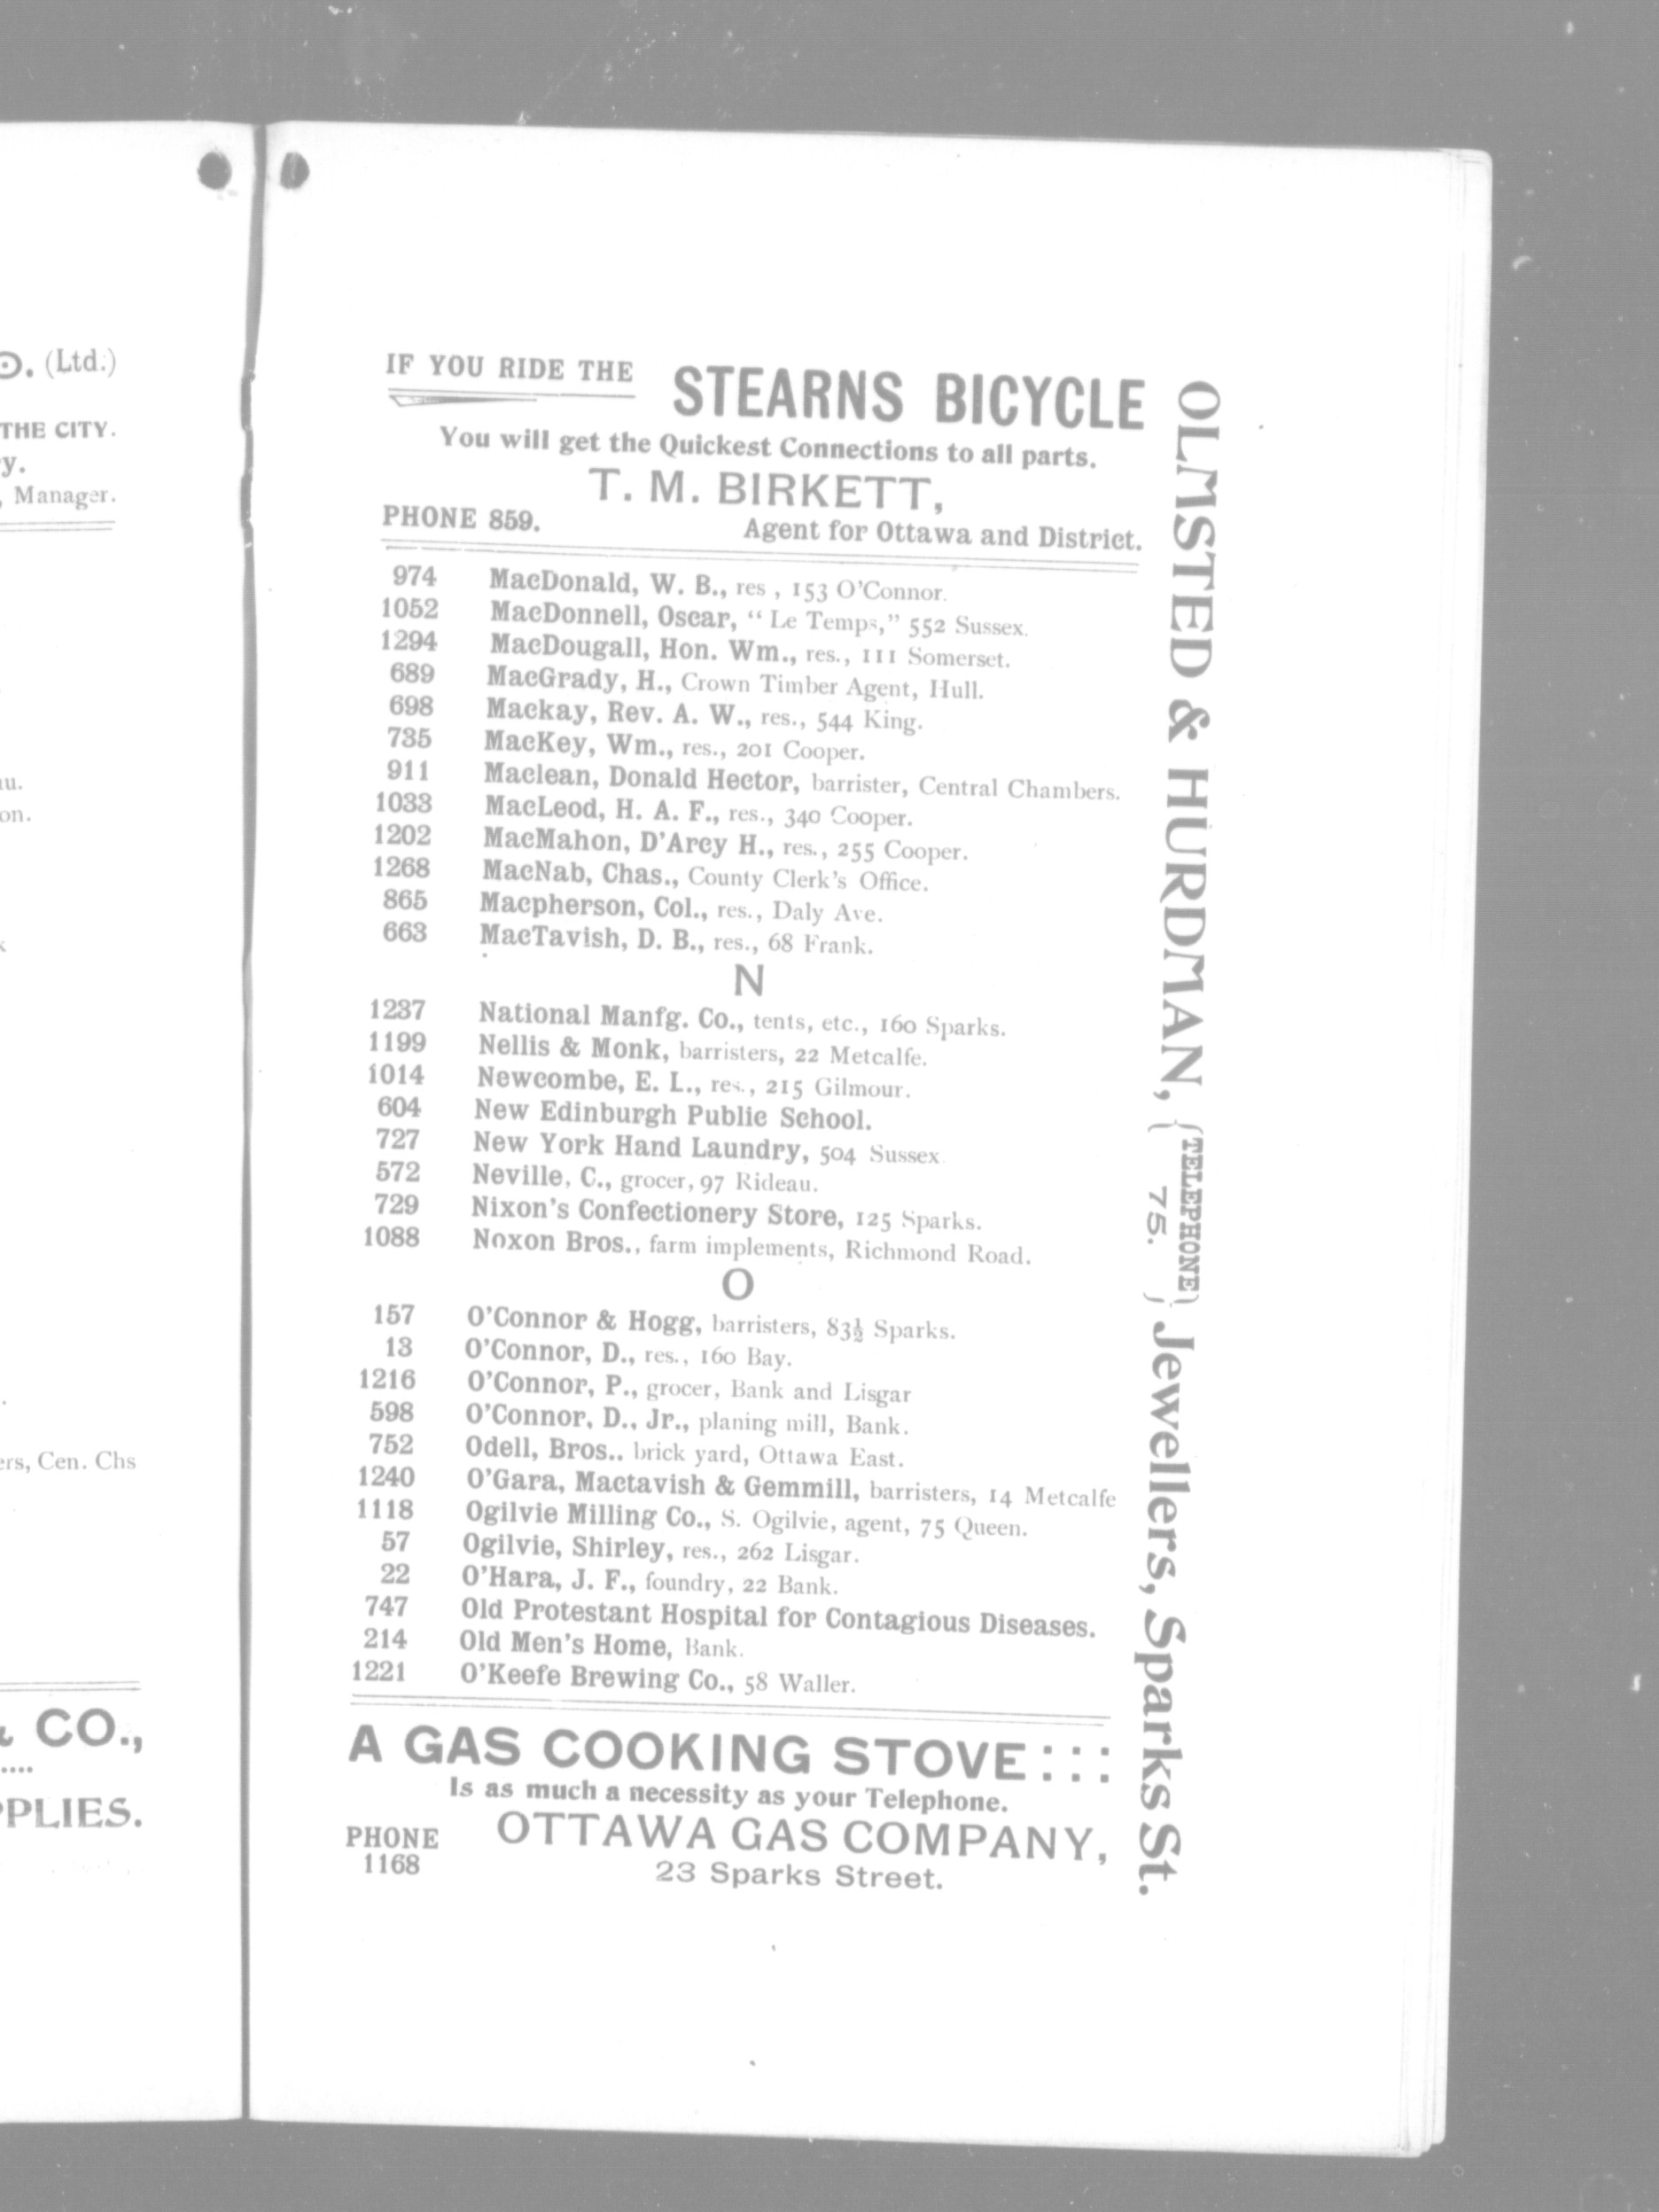 O. (Ltd.)
THE CITY.
y.
, Manager.
on.
ers, Cen. Chs
& CO.,
PPLIES.
IF YOU RIDE THE STEARNS BICYCLE
You will get the Quickest Connections to all parts.
T. M. BIRKETT,
PHONE 859. Agent for Ottawa and District.
974 MacDonald, W. B., res , 153 O'Connor.
1052 MacDonnell, Oscar, “ Le Temps,” 552 Sussex.
1294 MacDougall, Hon. Wm., res., 111 Somerset.
689 MacGrady, H., Crown Timber Agent, Hull.
698 Mackay, Rev. A. W., res., 544 King.
735 MacKey, Wm., res., 201 Cooper.
911 Maclean, Donald Hector, barrister, Central Chambers.
1033 MacLeod, H. A. F., res., 340 Cooper.
1202 MacMahon, D'Arcy H., res., 255 Cooper.
1268 MacNab, Chas., County Clerk's Office.
865 Macpherson, Col., res., Daly Ave.
663 MacTavish, D. B., res., 68 Frank.
N
1237 National Manfg. Co., tents, etc., 160 Sparks.
1199 Nellis & Monk, barristers, 22 Metcalfe.
1014 Newcombe, E. L., res., 215 Gilmour.
604 New Edinburgh Public School.
727 New York Hand Laundry, 504 Sussex.
572 Neville, C., grocer, 97 Rideau.
729 Nixon's Confectionery Store, 125 Sparks.
1088 Noxon Bros., farm implements, Richmond Road.
O
157 O'Connor & Hogg, barristers, 83½ Sparks.
13 O'Connor, D., res., 160 Bay.
1216 O'Connor, P., grocer, Bank and Lisgar
598 O'Connor, D., Jr., planing mill, Bank.
752 Odell, Bros.. brick yard, Ottawa East.
1240 O'Gara, Mactavish & Gemmill, barristers, 14 Metcalfe
1118 Ogilvie Milling Co., S. Ogilvie, agent, 75 Queen.
57 Ogilvie, Shirley, res., 262 Lisgar.
22 O'Hara, J. F., foundry, 22 Bank.
747 Old Protestant Hospital for Contagious Diseases.
214 Old Men's Home, Bank.
1221 O'Keefe Brewing Co., 58 Waller.
A GAS COOKING STOVE : : :
Is as much a necessity as your Telephone.
PHONE 1168 OTTAWA GAS COMPANY,
23 Sparks Street.
OLMSTED & HURDMAN, {TELEPHONE 75.} Jewellers, Sparks St.